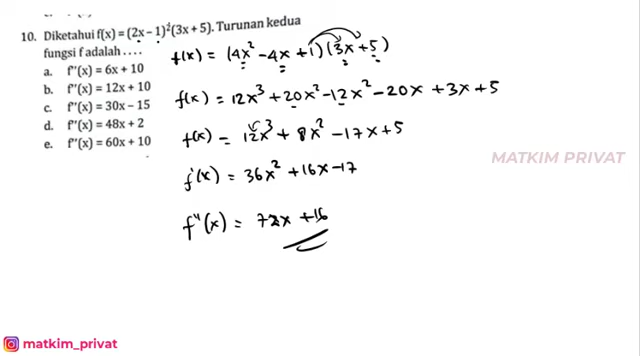 10. Diketahui f(x) = (2x − 1)²(3x + 5). Turunan kedua
fungsi f adalah . . . .
a. f''(x) = 6x + 10
b. f''(x) = 12x + 10
c. f''(x) = 30x − 15
d. f''(x) = 48x + 2
e. f''(x) = 60x + 10
f(x) = (4x² − 4x + 1)(3x + 5)
f(x) = 12x³ + 20x² − 12x² − 20x + 3x + 5
f(x) = 12x³ + 8x² − 17x + 5
f'(x) = 36x² + 16x − 17
f''(x) = 72x + 16
MATKIM PRIVAT
matkim_privat